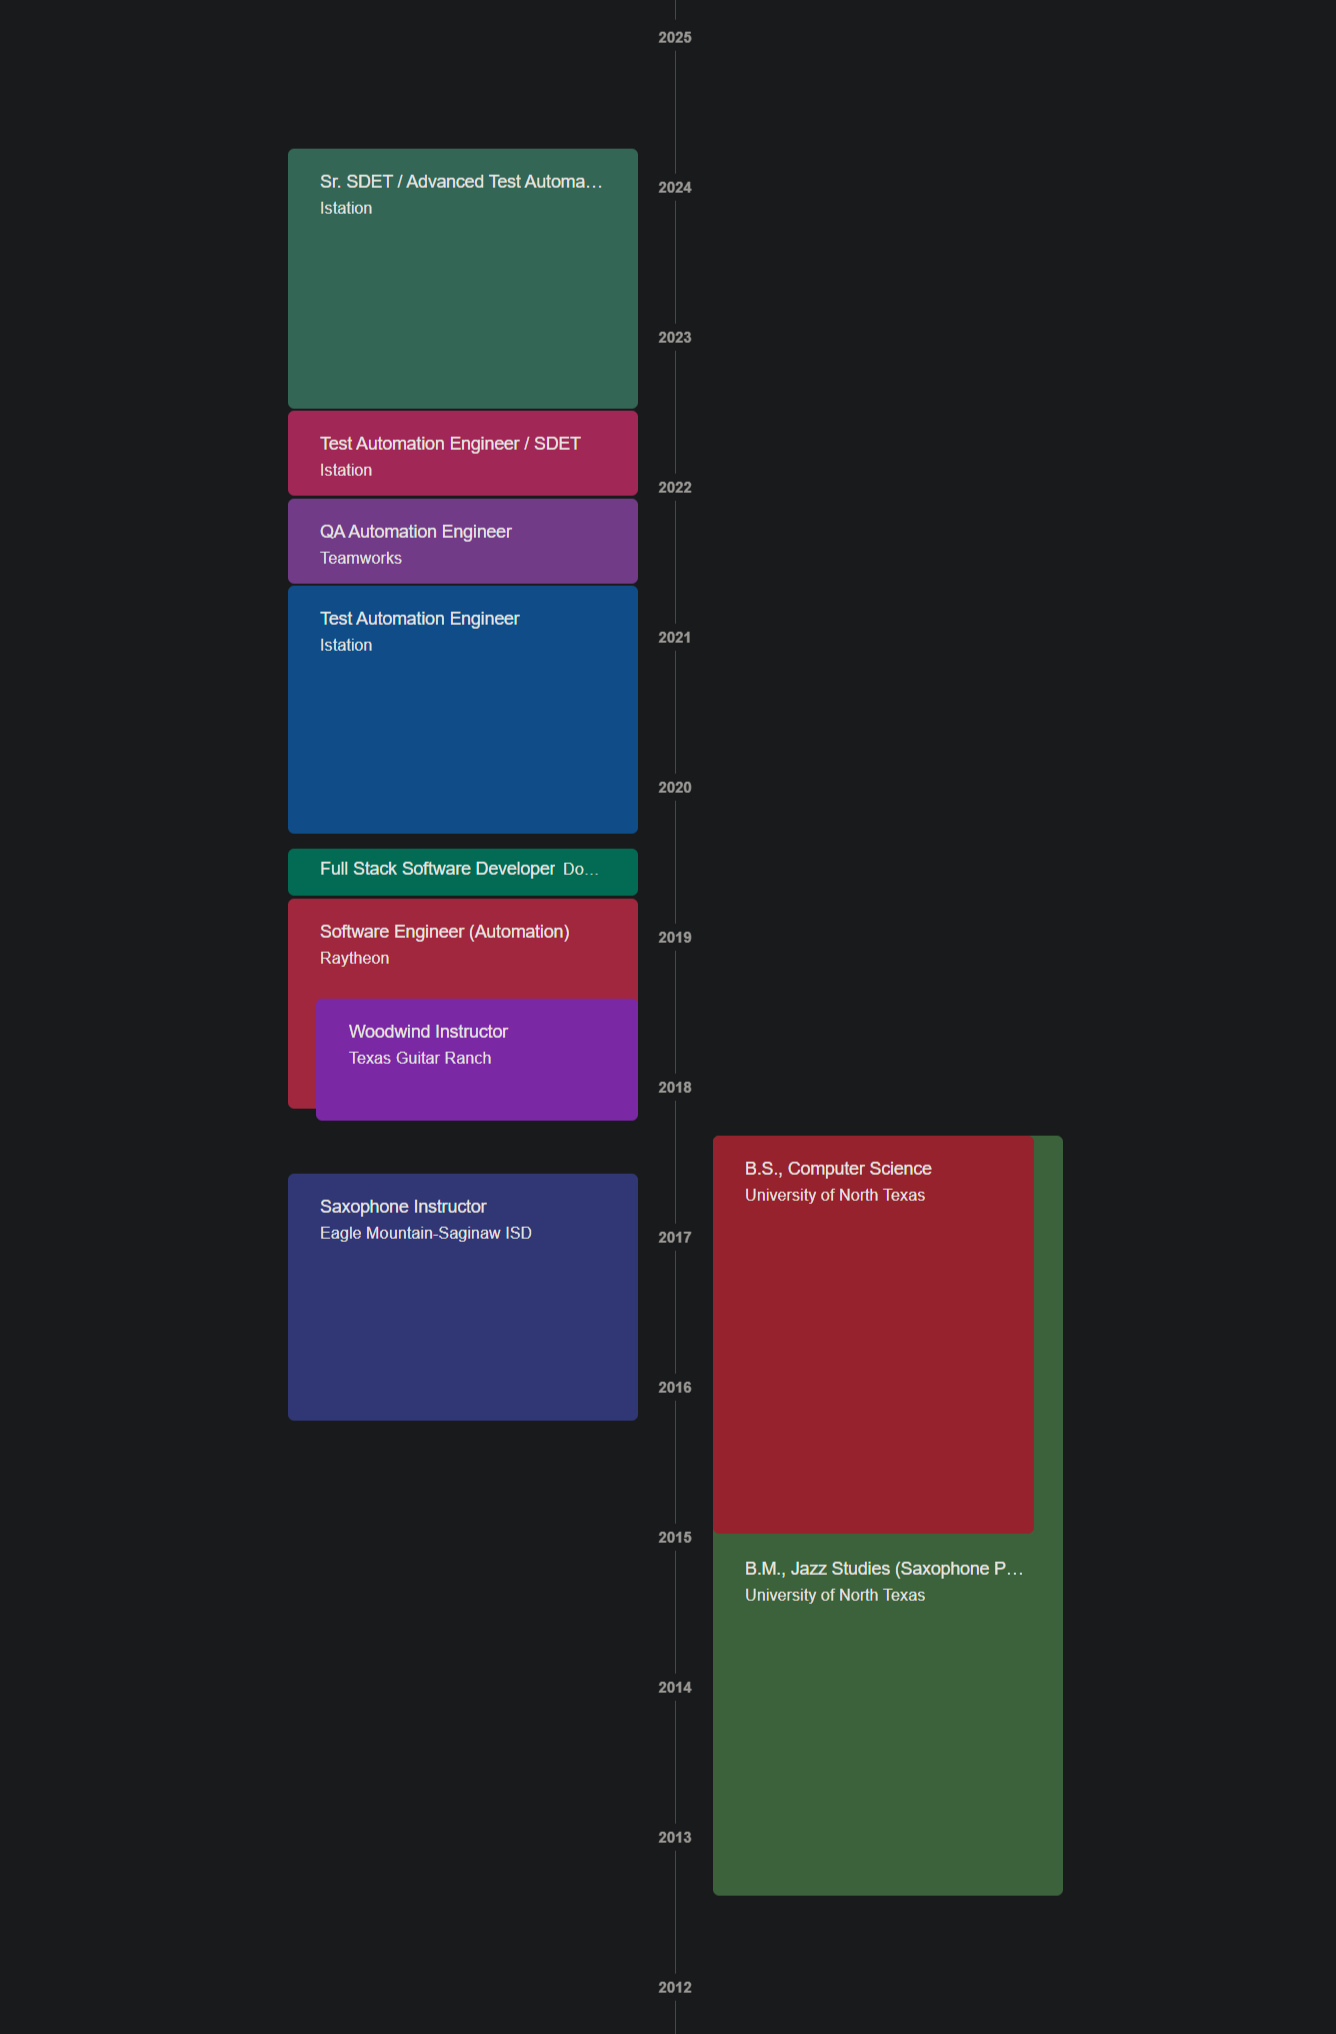 2025
Sr. SDET / Advanced Test Automa...
Istation
2024
2023
Test Automation Engineer / SDET
Istation
2022
QA Automation Engineer
Teamworks
Test Automation Engineer
Istation
2021
2020
Full Stack Software Developer Do...
Software Engineer (Automation)
Raytheon
2019
Woodwind Instructor
Texas Guitar Ranch
2018
B.S., Computer Science
University of North Texas
Saxophone Instructor
Eagle Mountain-Saginaw ISD
2017
2016
2015
B.M., Jazz Studies (Saxophone P...
University of North Texas
2014
2013
2012